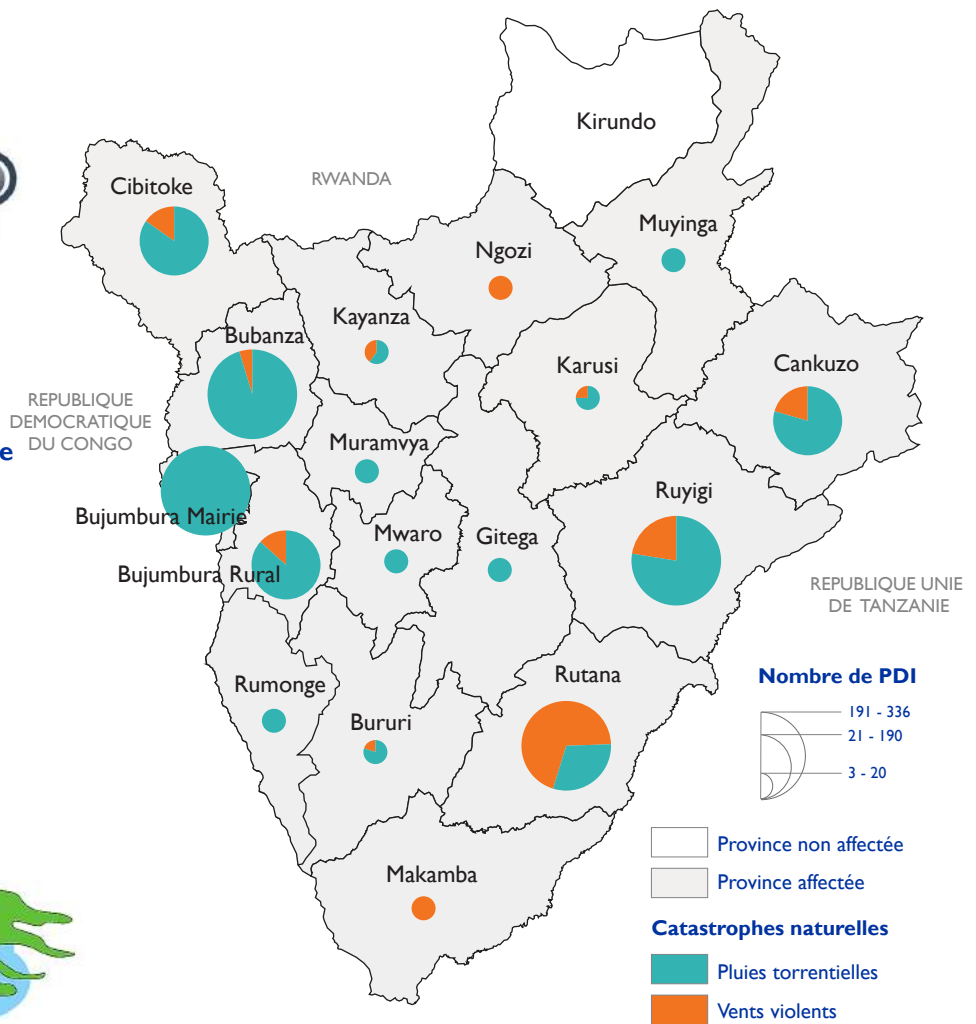 Kirundo
RWANDA
Cibitoke
Muyinga
Ngozi
Kayanza
Bubanza
Karusi
Cankuzo
REPUBLIQUE
DEMOCRATIQUE
DU CONGO
e
Muramvya
Ruyigi
Bujumbura Mairie
Mwaro
Gitega
Bujumbura Rural
REPUBLIQUE UNIE
DE TANZANIE
Rutana
Rumonge
Bururi
Makamba
Nombre de PDI
191 - 336
21 - 190
3 - 20
Province non affectée
Province affectée
Catastrophes naturelles
Pluies torrentielles
Vents violents